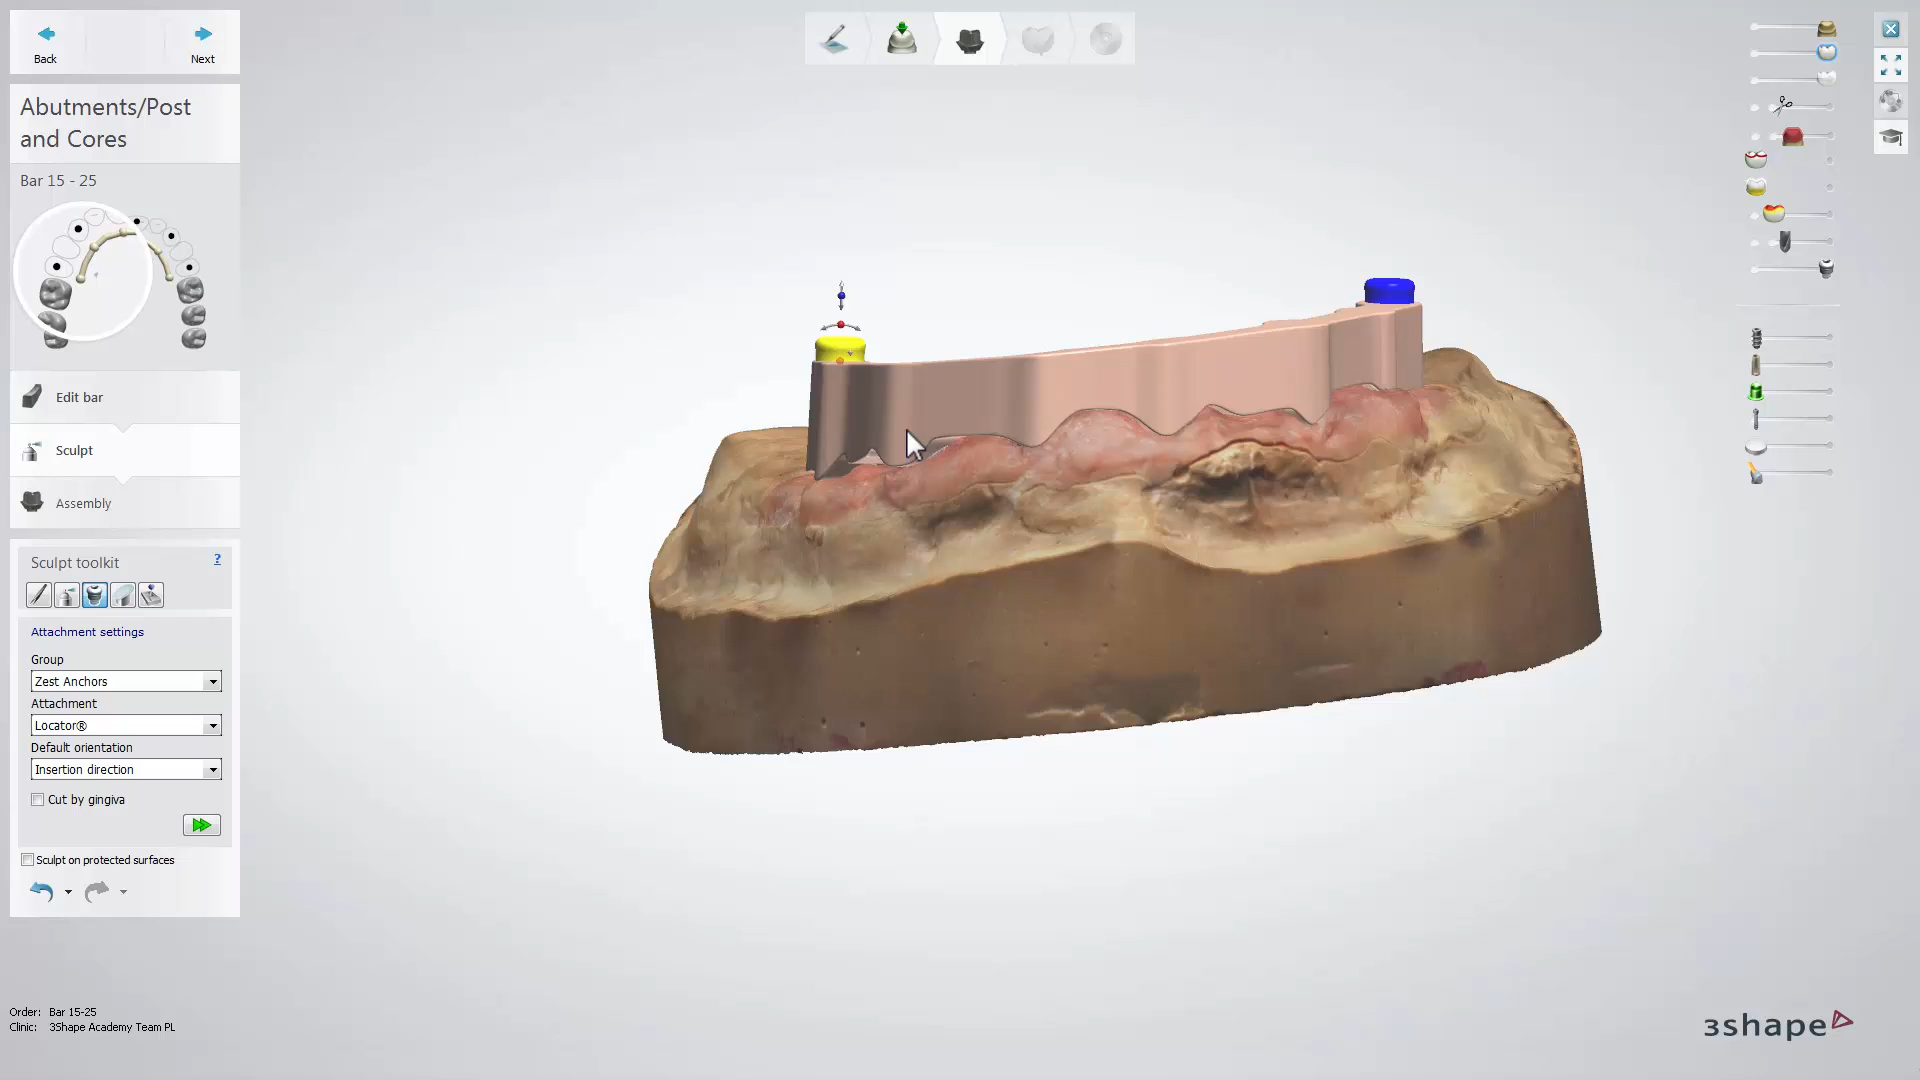 Back
Next
Abutments/Post
and Cores
Bar 15 - 25
Edit bar
Sculpt
Assembly
Sculpt toolkit
?
Attachment settings
Group
Zest Anchors
Attachment
Locator®
Default orientation
Insertion direction
Cut by gingiva
Sculpt on protected surfaces
Order: Bar 15-25
Clinic: 3Shape Academy Team PL
3shape